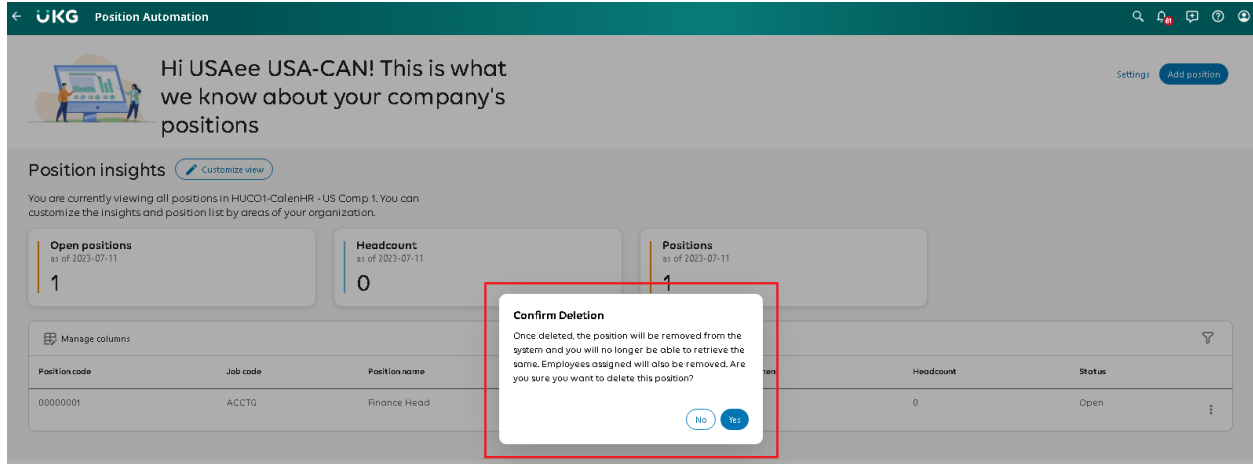 UKG Position Automation
61
Hi USAee USA-CAN! This is what
we know about your company's
positions
Settings Add position
Position insights Customize view
You are currently viewing all positions in HUCO1-CalenHR - US Comp 1. You can
customize the insights and position list by areas of your organization.
Open positions
as of 2023-07-11
1
Headcount
as of 2023-07-11
0
Positions
as of 2023-07-11
1
Confirm Deletion
Once deleted, the position will be removed from the
system and you will no longer be able to retrieve the
same. Employees assigned will also be removed. Are
you sure you want to delete this position?
No Yes
Manage columns
Position code Job code Position name Headcount Status
00000001 ACCTG Finance Head 0 Open